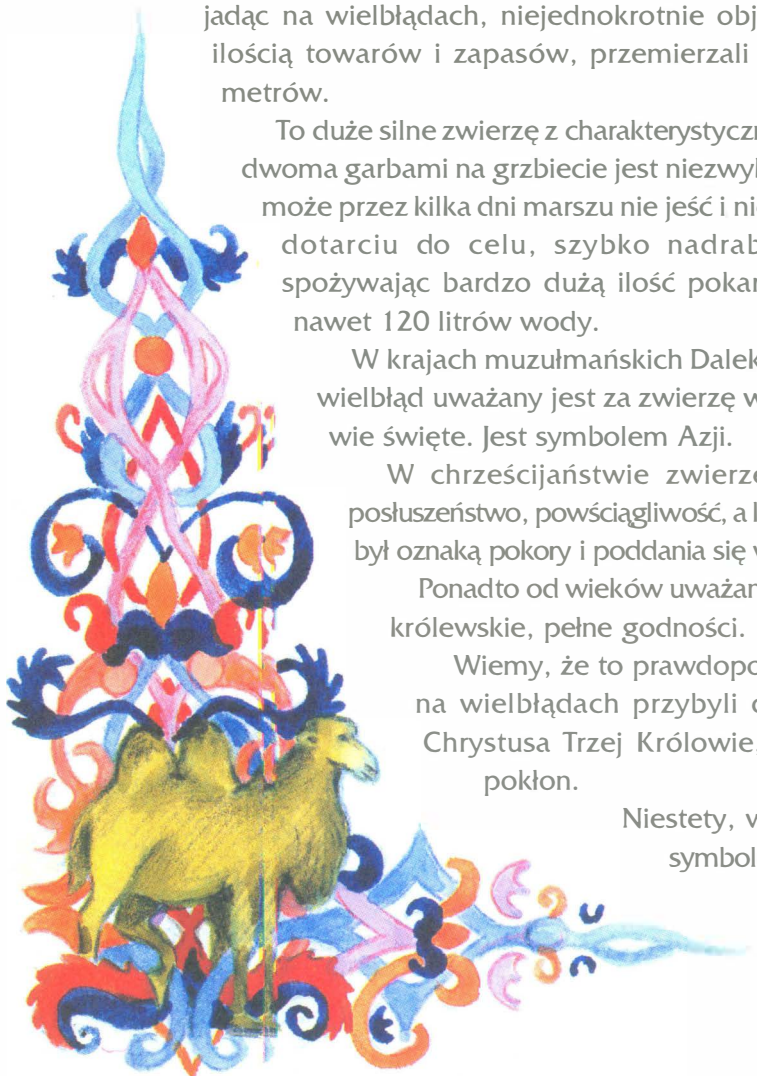 jadąc na wielbłądach, niejednokrotnie obj
ilością towarów i zapasów, przemierzali
metrów.
To duże silne zwierzę z charakterystyczn
dwoma garbami na grzbiecie jest niezwyk
może przez kilka dni marszu nie jeść i nie
dotarciu do celu, szybko nadrab
spożywając bardzo dużą ilość pokar
nawet 120 litrów wody.
W krajach muzułmańskich Dalek
wielbłąd uważany jest za zwierzę w
wie święte. Jest symbolem Azji.
W chrześcijaństwie zwierzę
posłuszeństwo, powściągliwość, a k
był oznaką pokory i poddania się w
Ponadto od wieków uważan
królewskie, pełne godności.
Wiemy, że to prawdopo
na wielbłądach przybyli d
Chrystusa Trzej Królowie,
pokłon.
Niestety, w
symbol